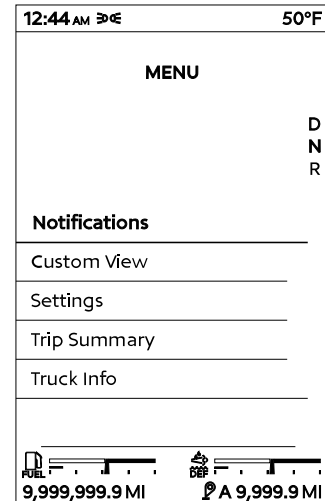 12:44 AM 50°F
MENU
D
N
R
Notifications
Custom View
Settings
Trip Summary
Truck Info
FUEL DEF
9,999,999.9 MI A 9,999.9 MI